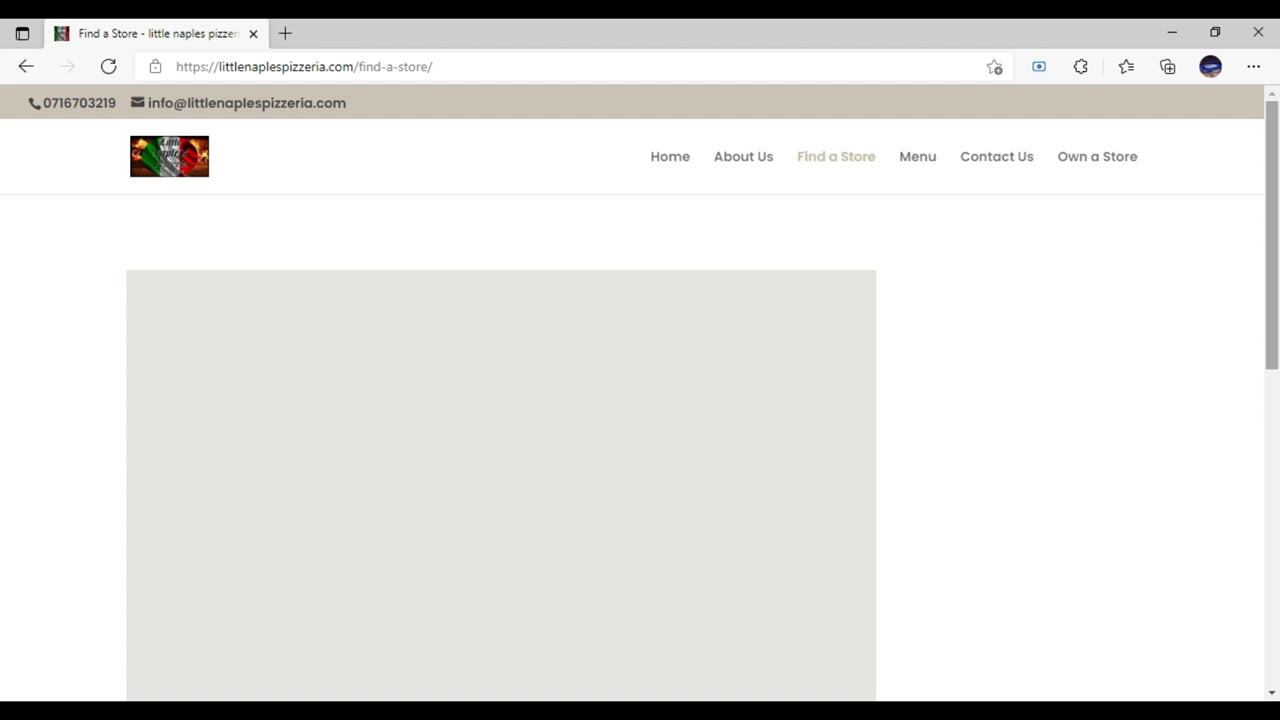 Find a Store - little naples pizzer
https://littlenaplespizzeria.com/find-a-store/
0716703219 info@littlenaplespizzeria.com
Home About Us Find a Store Menu Contact Us Own a Store